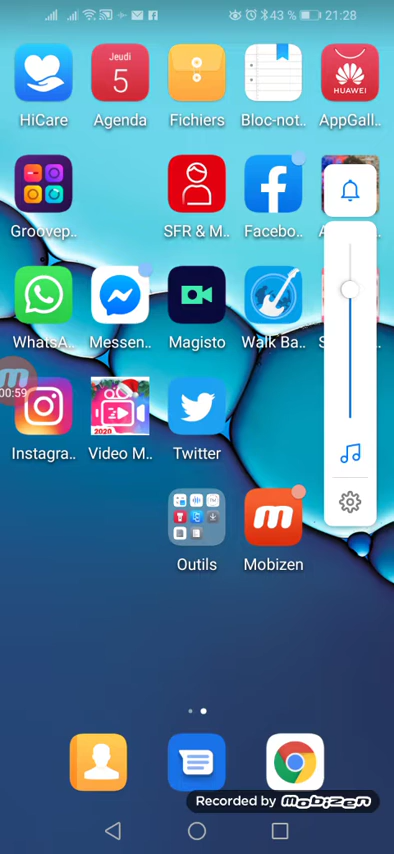 43 % 21:28
Jeudi
5
HUAWEI
HiCare Agenda Fichiers Bloc-not.. AppGall..
Groovep.. SFR & M.. Facebo..
WhatsA.. Messen.. Magisto Walk Ba..
00:59
2020
Instagra.. Video M.. Twitter
Outils Mobizen
Recorded by mobizen